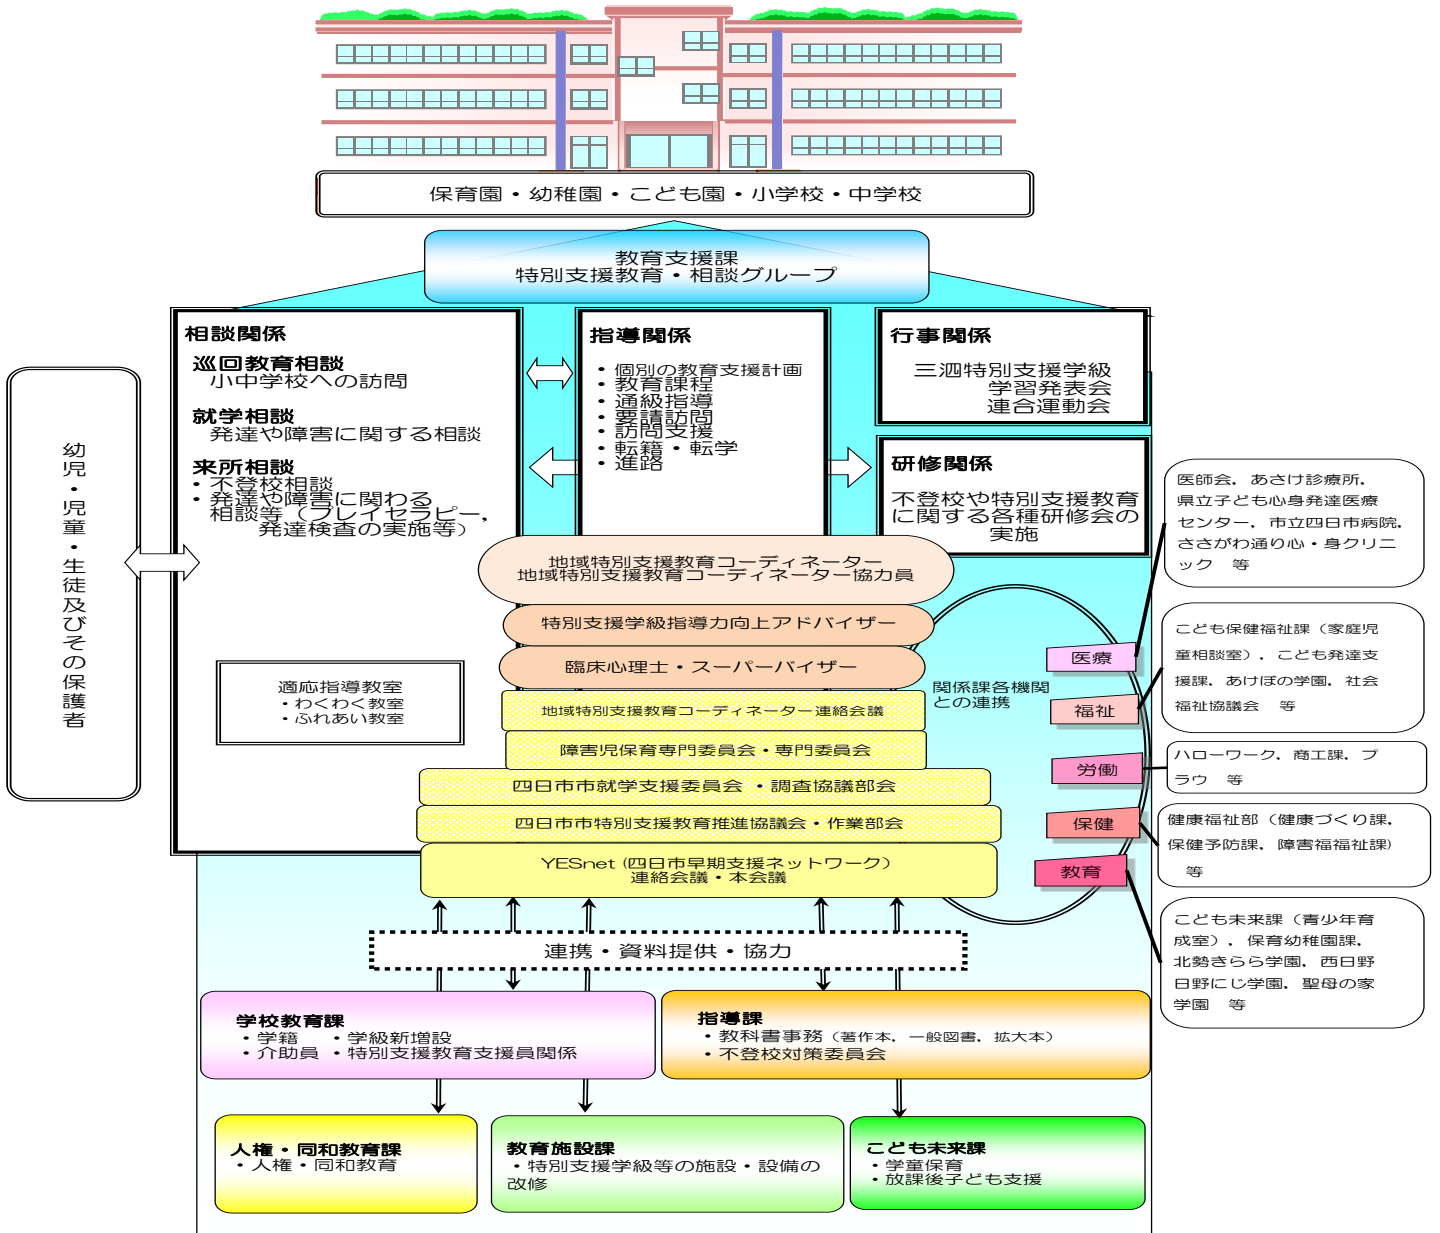 保育園・幼稚園・こども園・小学校・中学校
教育支援課
特別支援教育・相談グループ
相談関係
巡回教育相談
小中学校への訪問
就学相談
発達や障害に関する相談
来所相談
・不登校相談
・発達や障害に関わる
相談等（プレイセラピー，
発達検査の実施等）
適応指導教室
・わくわく教室
・ふれあい教室
指導関係
・個別の教育支援計画
・教育課程
・通級指導
・要請訪問
・訪問支援
・転籍・転学
・進路
行事関係
三泗特別支援学級
学習発表会
連合運動会
研修関係
不登校や特別支援教育
に関する各種研修会の
実施
幼児・児童・生徒及びその保護者
地域特別支援教育コーディネーター
地域特別支援教育コーディネーター協力員
特別支援学級指導力向上アドバイザー
臨床心理士・スーパーバイザー
地域特別支援教育コーディネーター連絡会議
障害児保育専門委員会・専門委員会
四日市市就学支援委員会 ・調査協議部会
四日市市特別支援教育推進協議会・作業部会
YESnet (四日市早期支援ネットワーク）
連絡会議・本会議
関係課各機関
との連携
医療
福祉
労働
保健
教育
医師会，あさけ診療所，
県立子ども心身発達医療
センター，市立四日市病院，
ささがわ通り心・身クリニ
ック　等
こども保健福祉課（家庭児
童相談室），こども発達支
援課，あけぼの学園，社会
福祉協議会　等
ハローワーク，商工課，プ
ラウ　等
健康福祉部（健康づくり課，
保健予防課，障害福福祉課)
等
こども未来課（青少年育
成室），保育幼稚園課，
北勢きらら学園，西日野
日野にじ学園，聖母の家
学園　等
連携・資料提供・協力
学校教育課
・学籍　・学級新増設
・介助員　・特別支援教育支援員関係
指導課
・教科書事務（著作本，一般図書，拡大本）
・不登校対策委員会
人権・同和教育課
・人権・同和教育
教育施設課
・特別支援学級等の施設・設備の
改修
こども未来課
・学童保育
・放課後子ども支援